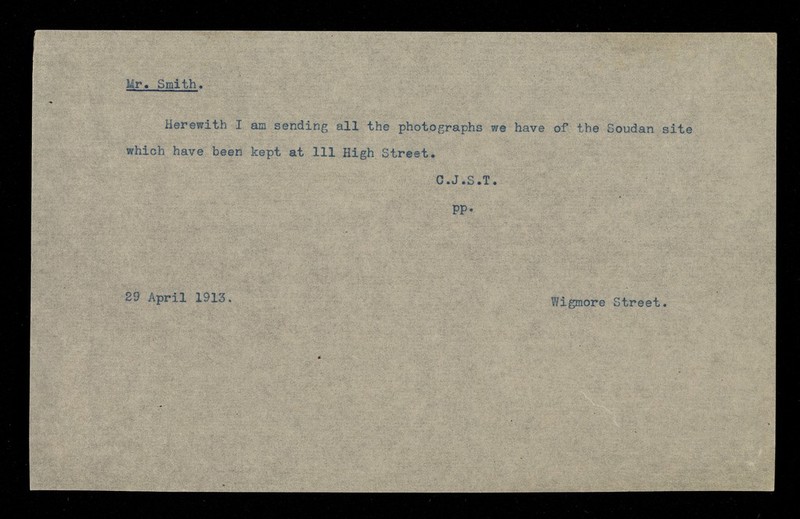 Mr. Smith.
Herewith I am sending all the photographs we have of the Soudan site
which have been kept at 111 High Street.
C.J.S.T.
pp.
29 April 1913.
Wigmore Street.